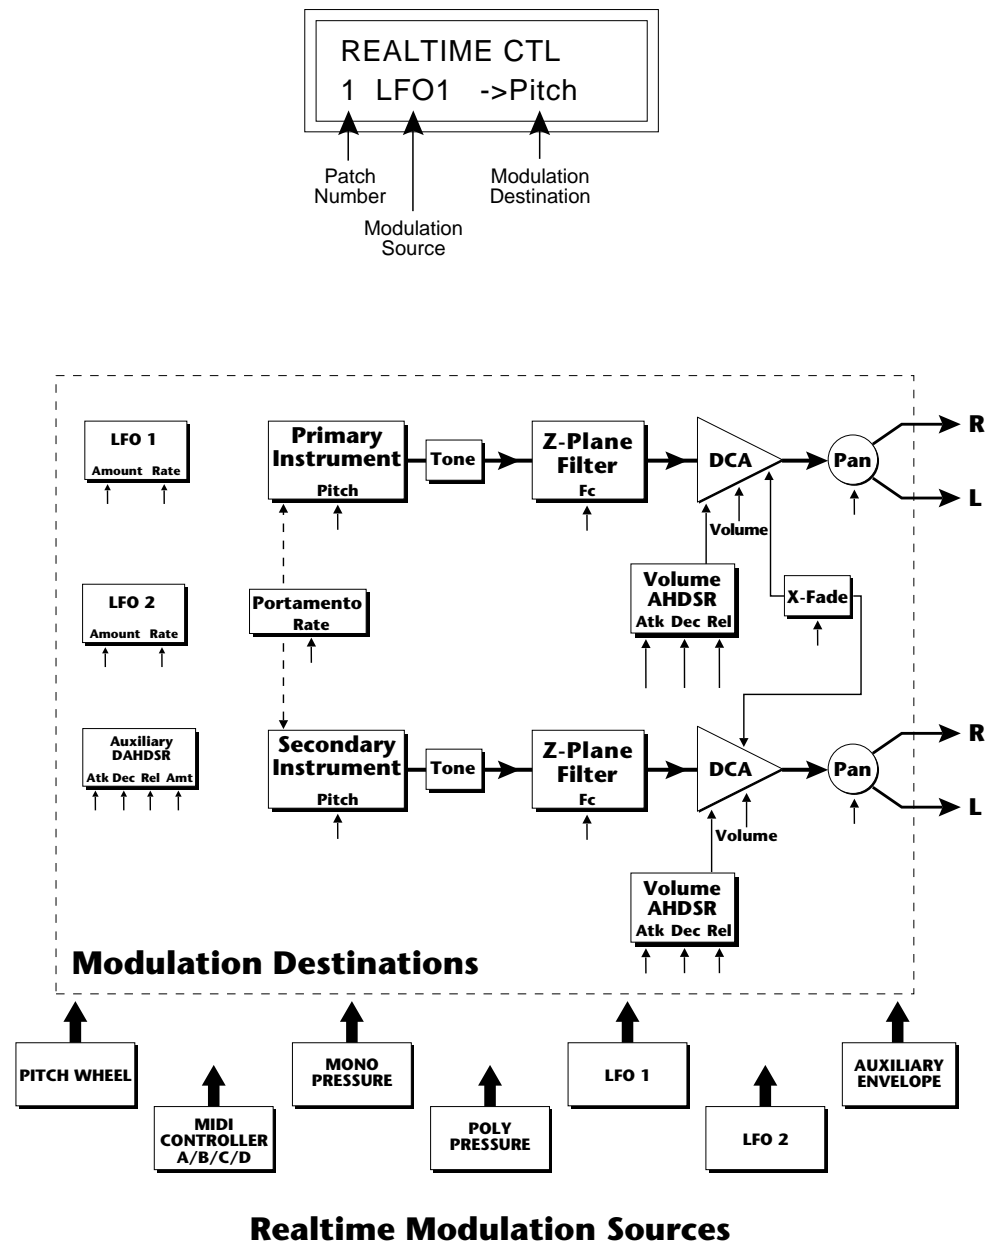 REALTIME CTL
1 LFO1 ->Pitch
Patch
Number
Modulation
Destination
Modulation
Source
LFO 1
Amount Rate
Primary
Instrument
Pitch
Tone
Z-Plane
Filter
Fc
DCA
Pan
R
L
Volume
LFO 2
Amount Rate
Portamento
Rate
Volume
AHDSR
Atk Dec Rel
X-Fade
Auxiliary
DAHDSR
Atk Dec Rel Amt
Secondary
Instrument
Pitch
Tone
Z-Plane
Filter
Fc
DCA
Pan
R
L
Volume
Volume
AHDSR
Atk Dec Rel
Modulation Destinations
PITCH WHEEL
MIDI
CONTROLLER
A/B/C/D
MONO
PRESSURE
POLY
PRESSURE
LFO 1
LFO 2
AUXILIARY
ENVELOPE
Realtime Modulation Sources